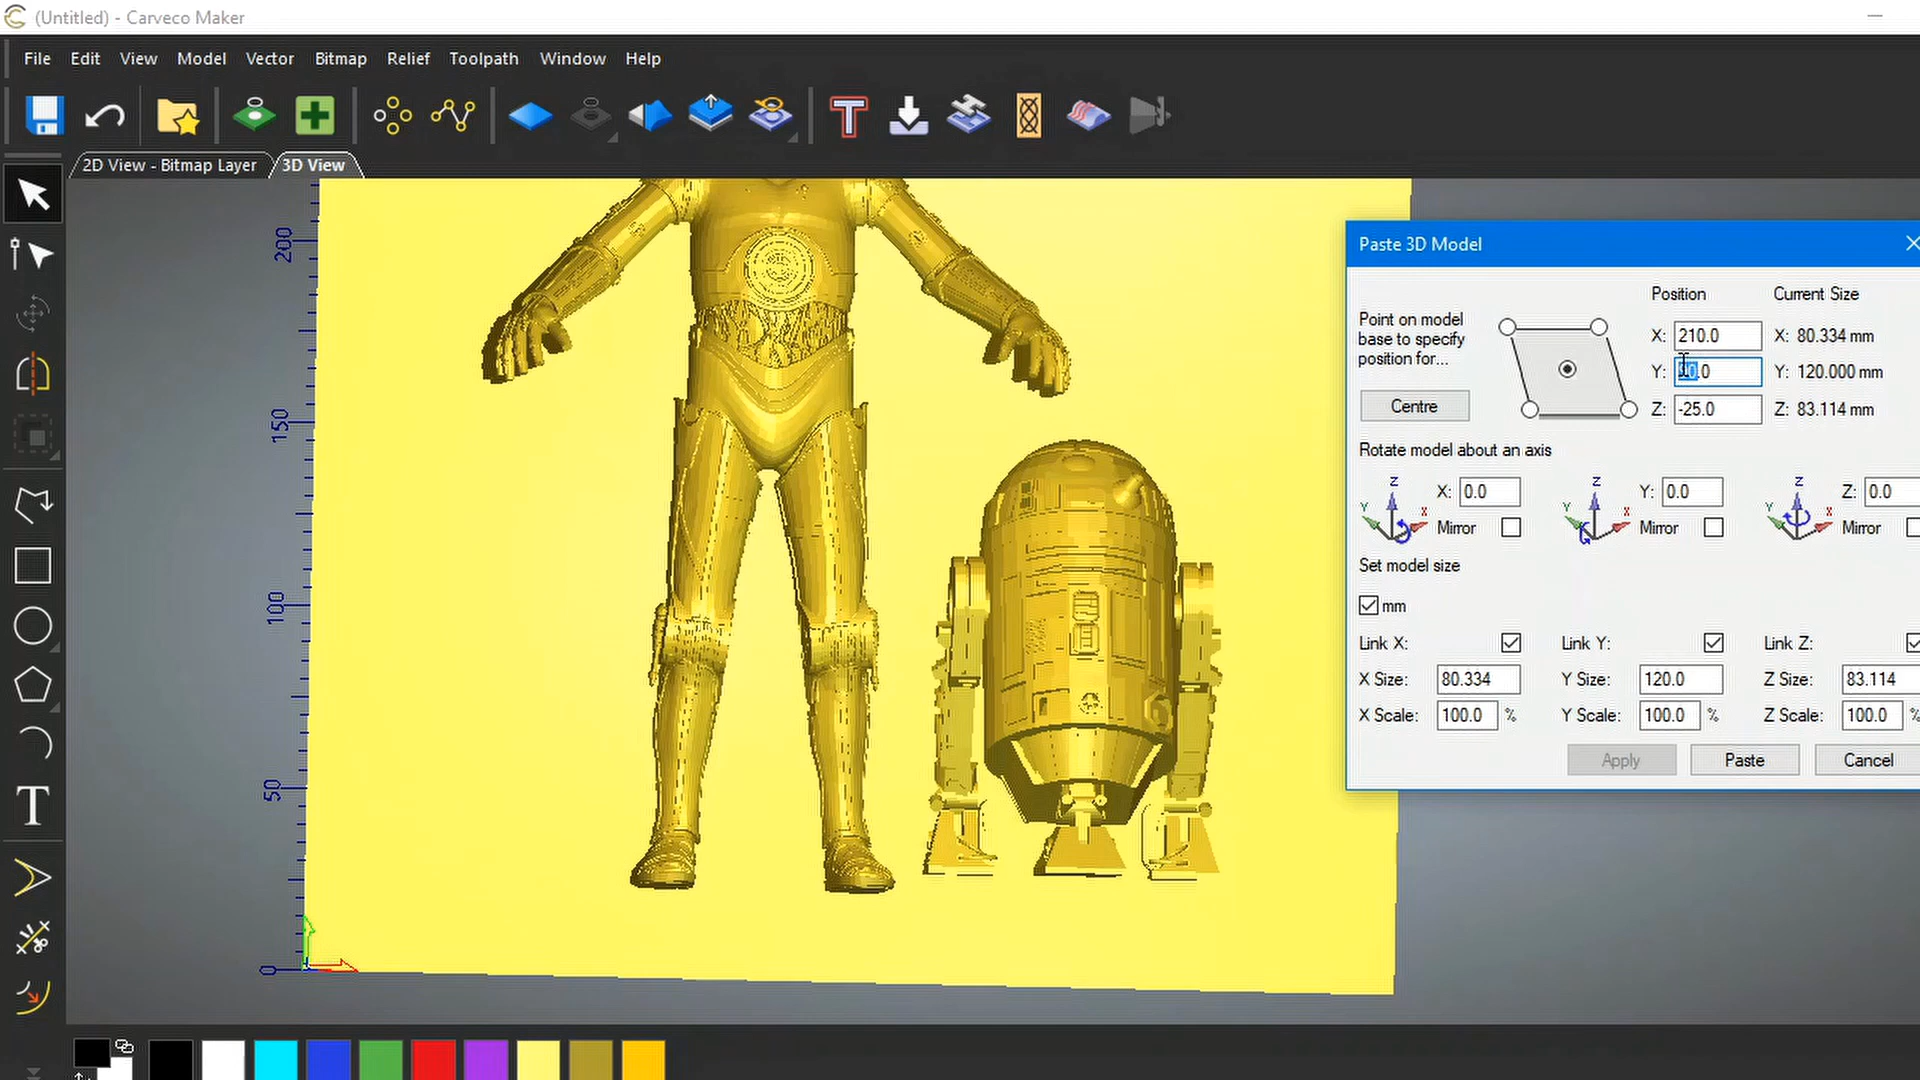 (Untitled) - Carveco Maker
File Edit View Model Vector Bitmap Relief Toolpath Window Help
2D View - Bitmap Layer 3D View
200
150
100
50
0
Paste 3D Model
Position Current Size
Point on model
base to specify
position for...
Centre
X: 210.0 X: 80.334 mm
Y: Y: 120.000 mm
Z: -25.0 Z: 83.114 mm
Rotate model about an axis
Z Y X X: 0.0 Mirror
Z Y X Y: 0.0 Mirror
Z Y X Z: 0.0 Mirror
Set model size
mm
Link X: Link Y: Link Z:
X Size: 80.334 Y Size: 120.0 Z Size: 83.114
X Scale: 100.0 % Y Scale: 100.0 % Z Scale: 100.0 %
Apply Paste Cancel